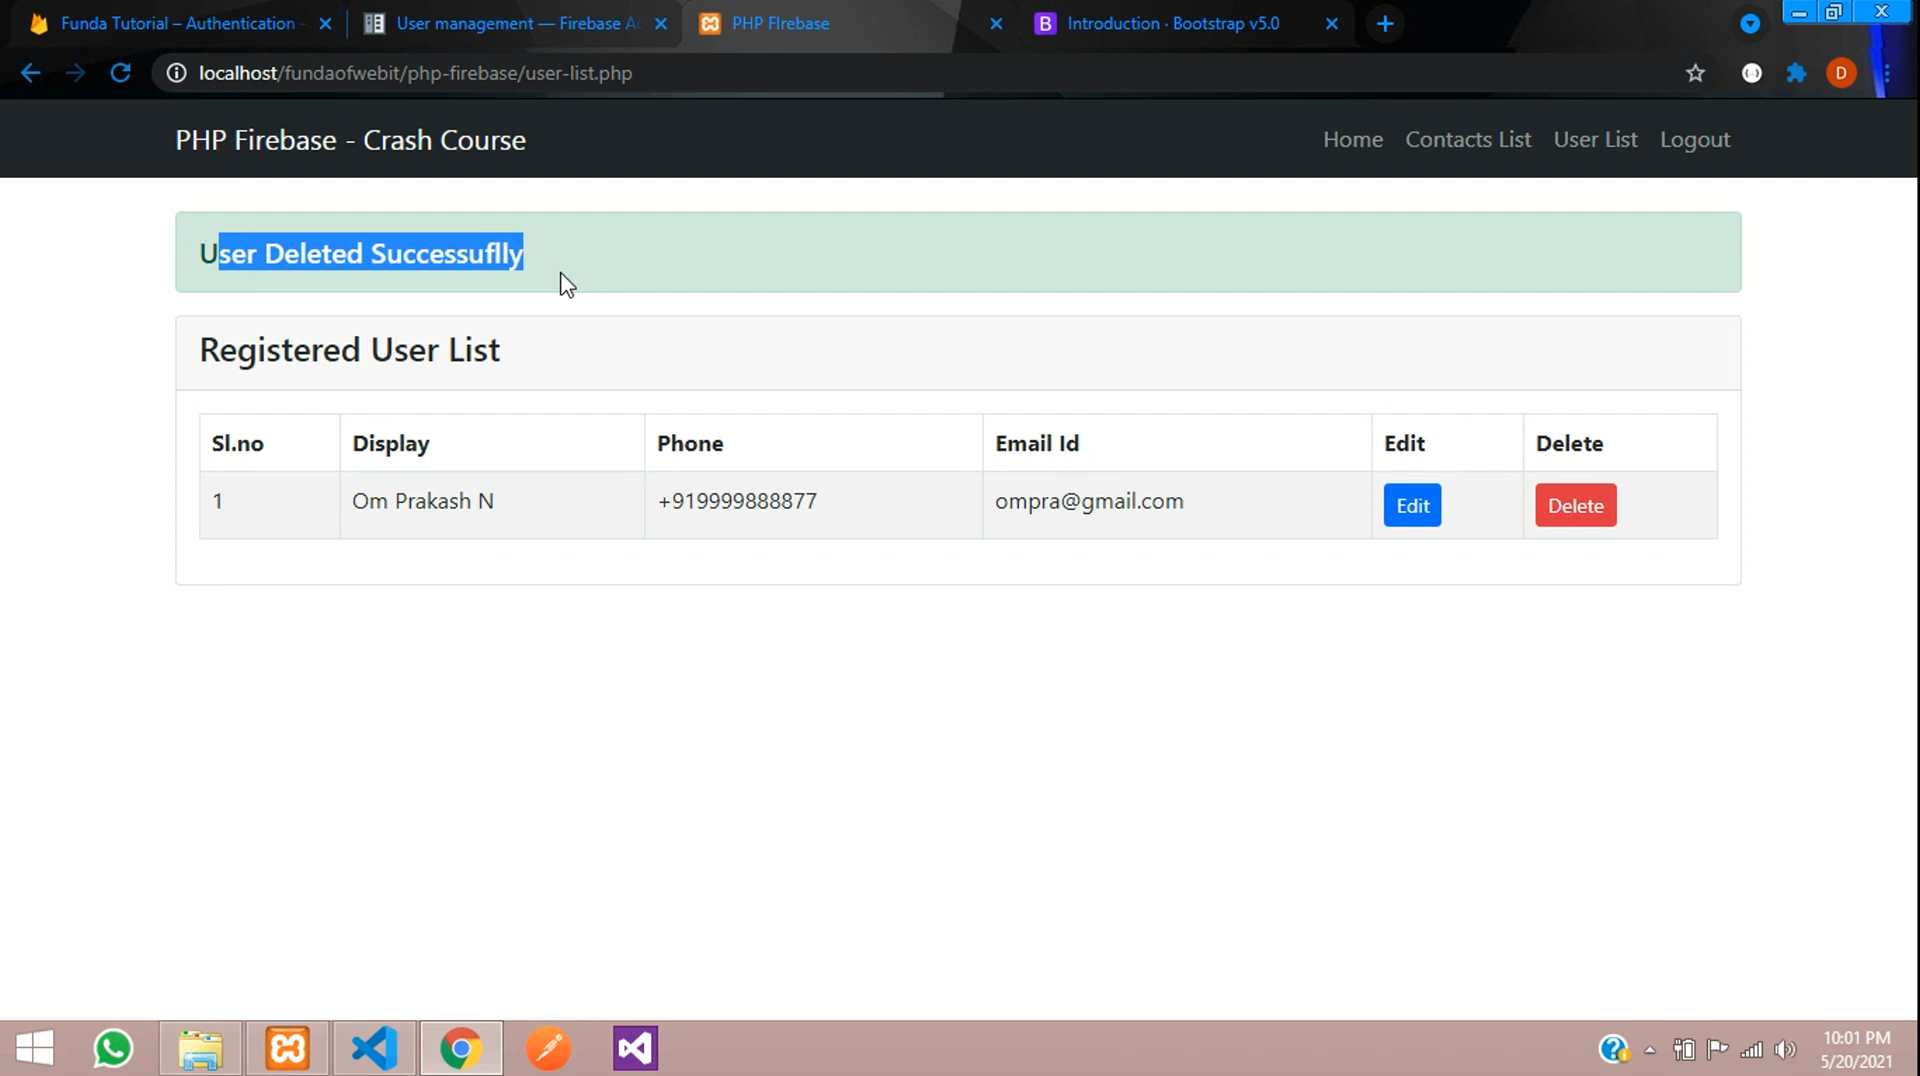 Funda Tutorial – Authentication -
User management — Firebase Ac
PHP FIrebase
Introduction · Bootstrap v5.0
localhost/fundaofwebit/php-firebase/user-list.php
D
PHP Firebase - Crash Course
Home Contacts List User List Logout
User Deleted Successuflly
Registered User List
Sl.no Display Phone Email Id Edit Delete
1 Om Prakash N +919999888877 ompra@gmail.com Edit Delete
10:01 PM
5/20/2021